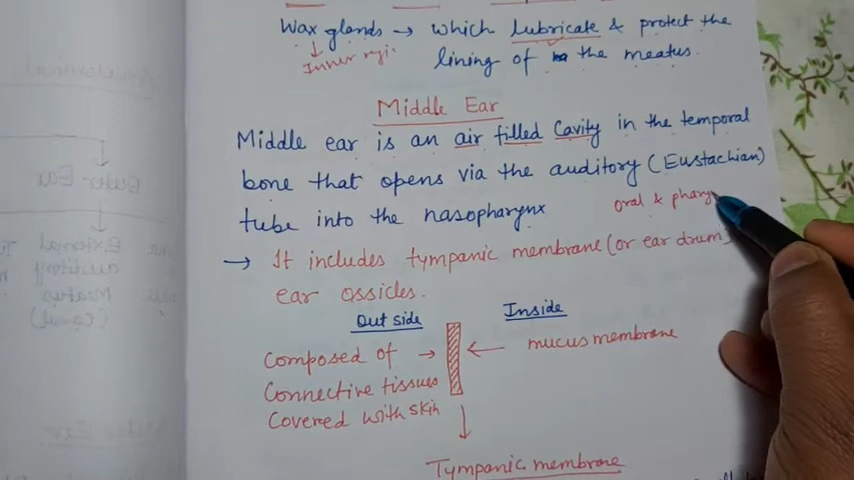 Wax glands → which lubricate & protect the
Inner
lining of the meatus.
Middle Ear
Middle ear is an air filled cavity in the temporal
bone that opens via the auditory (Eustachian)
tube into the nasopharynx
oral &
→ It includes tympanic membrane (or ear drum)
ear ossicles.
Out side
Inside
Composed of →
← mucus membrane
Connective tissues
Covered with skin
Tympanic membrane